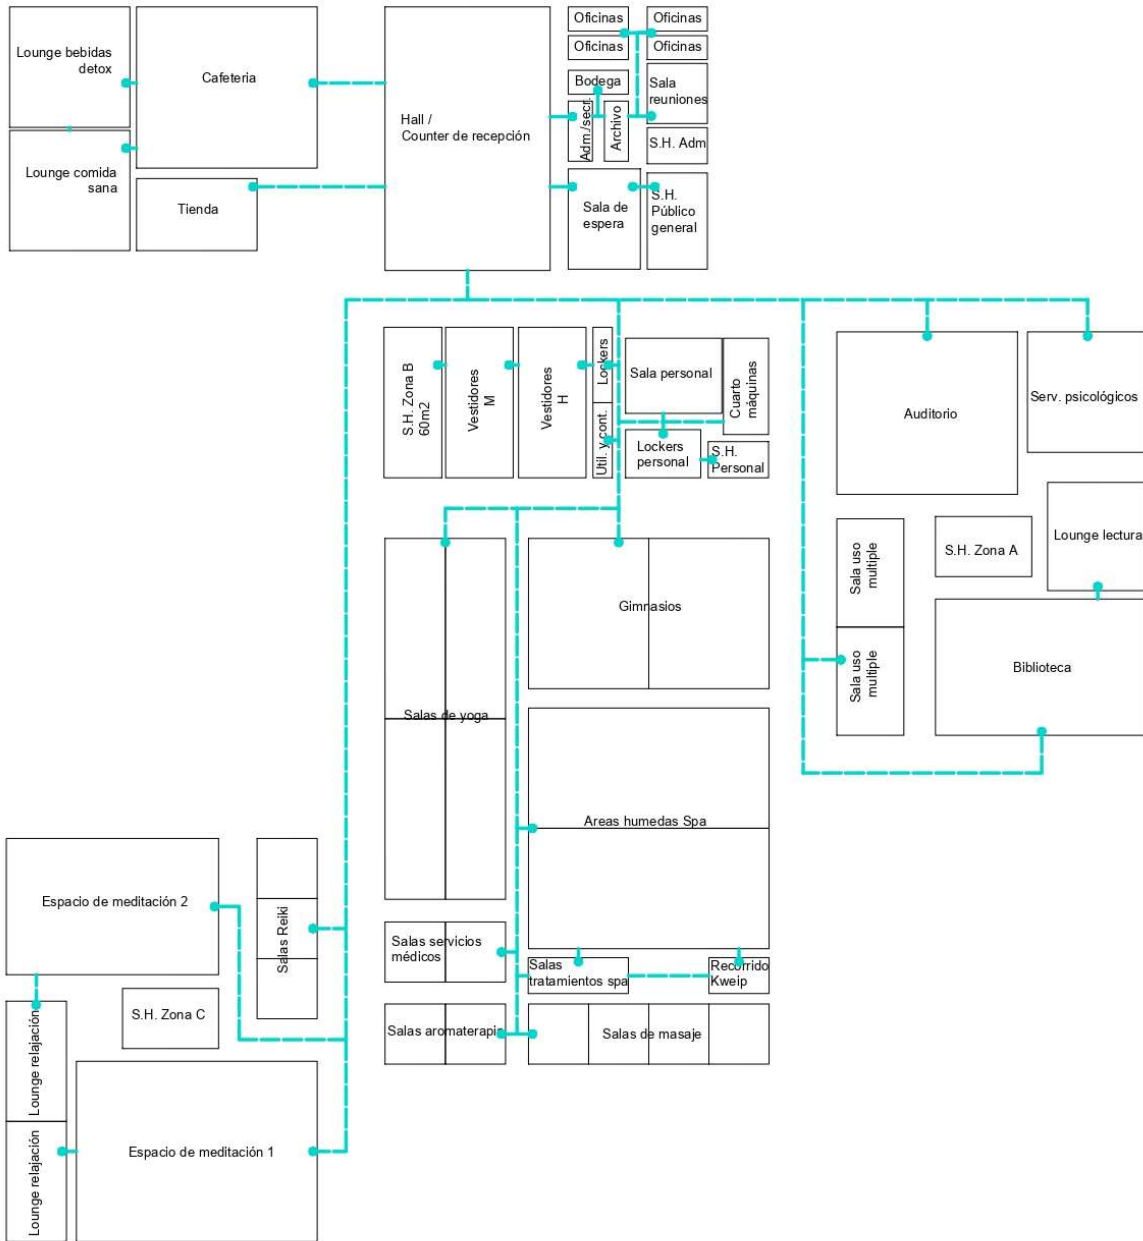 Lounge bebidas
detox
Cafeteria
Hall /
Counter de recepción
Oficinas
Oficinas
Oficinas
Oficinas
Bodega
Sala
reuniones
Adm./secr.
Archivo
S.H. Adm
Lounge comida
sana
Tienda
Sala de
espera
S.H.
Público
general
S.H. Zona B
60m2
Vestidores
M
Vestidores
H
Lockers
Util. y cont.
Sala personal
Cuarto
máquinas
Lockers
personal
S.H.
Personal
Auditorio
Serv. psicológicos
Sala uso
multiple
S.H. Zona A
Lounge lectura
Sala uso
multiple
Biblioteca
Gimnasios
Salas de yoga
Areas humedas Spa
Espacio de meditación 2
Salas Reiki
Salas servicios
médicos
Salas
tratamientos spa
Recorrido
Kweip
S.H. Zona C
Salas aromaterapia
Salas de masaje
Lounge relajación
Lounge relajación
Espacio de meditación 1